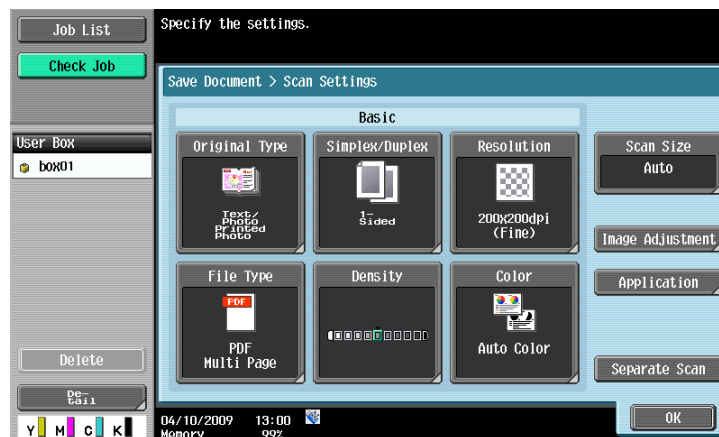 Job List
Specify the settings.
Check Job
Save Document > Scan Settings
Basic
User Box
box01
Original Type
Text/
Photo
Printed
Photo
Simplex/Duplex
1-
Sided
Resolution
200x200dpi
(Fine)
Scan Size
Auto
Image Adjustment
File Type
PDF
PDF
Multi Page
Density
Color
Auto Color
Application
Separate Scan
Delete
De-
tail
Y M C K
04/10/2009 13:00
Memory 99%
OK